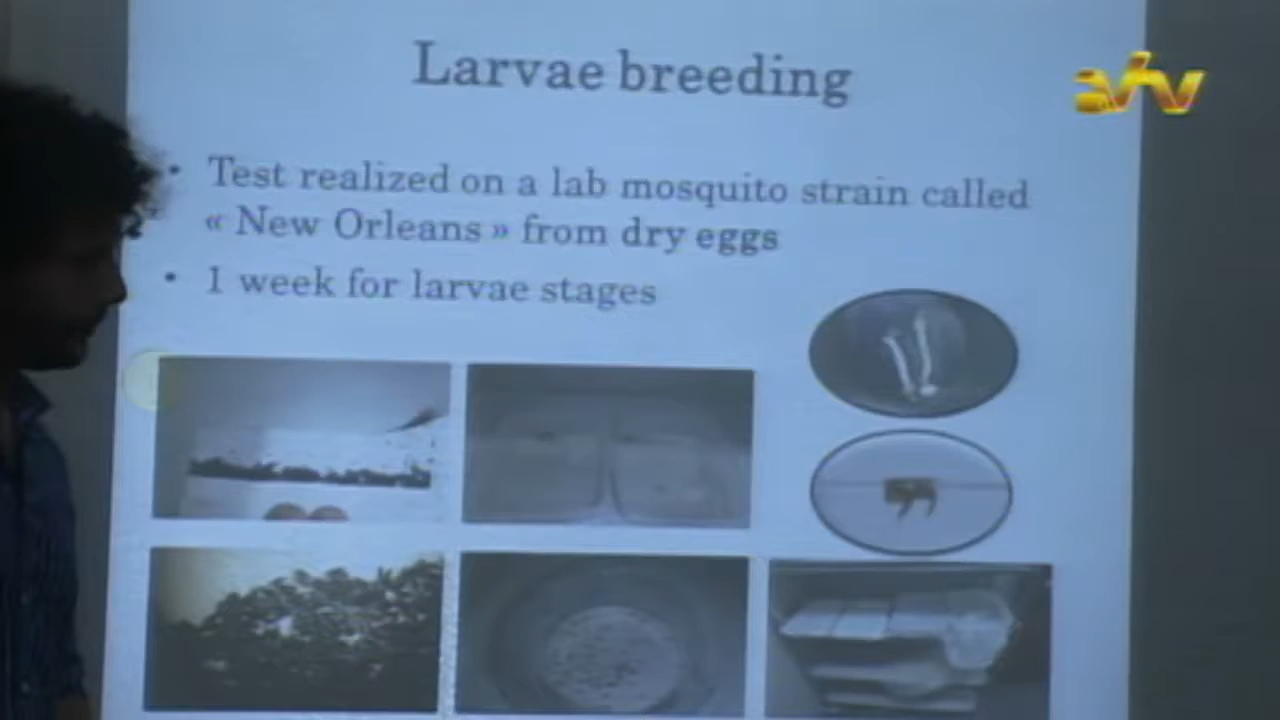 Larvae breeding
• Test realized on a lab mosquito strain called
« New Orleans » from dry eggs
• 1 week for larvae stages